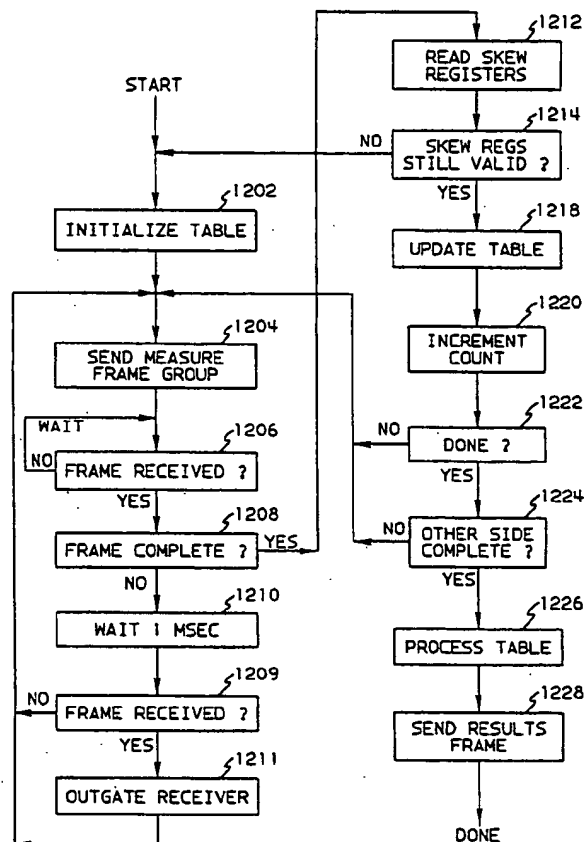 START
1202
INITIALIZE TABLE
1204
SEND MEASURE
FRAME GROUP
WAIT
1206
NO
FRAME RECEIVED ?
YES
1208
FRAME COMPLETE ?
YES
NO
1210
WAIT 1 MSEC
1209
NO
FRAME RECEIVED ?
YES
1211
OUTGATE RECEIVER
1212
READ SKEW
REGISTERS
1214
NO
SKEW REGS
STILL VALID ?
YES
1218
UPDATE TABLE
1220
INCREMENT
COUNT
1222
NO
DONE ?
YES
1224
NO
OTHER SIDE
COMPLETE ?
YES
1226
PROCESS TABLE
1228
SEND RESULTS
FRAME
DONE